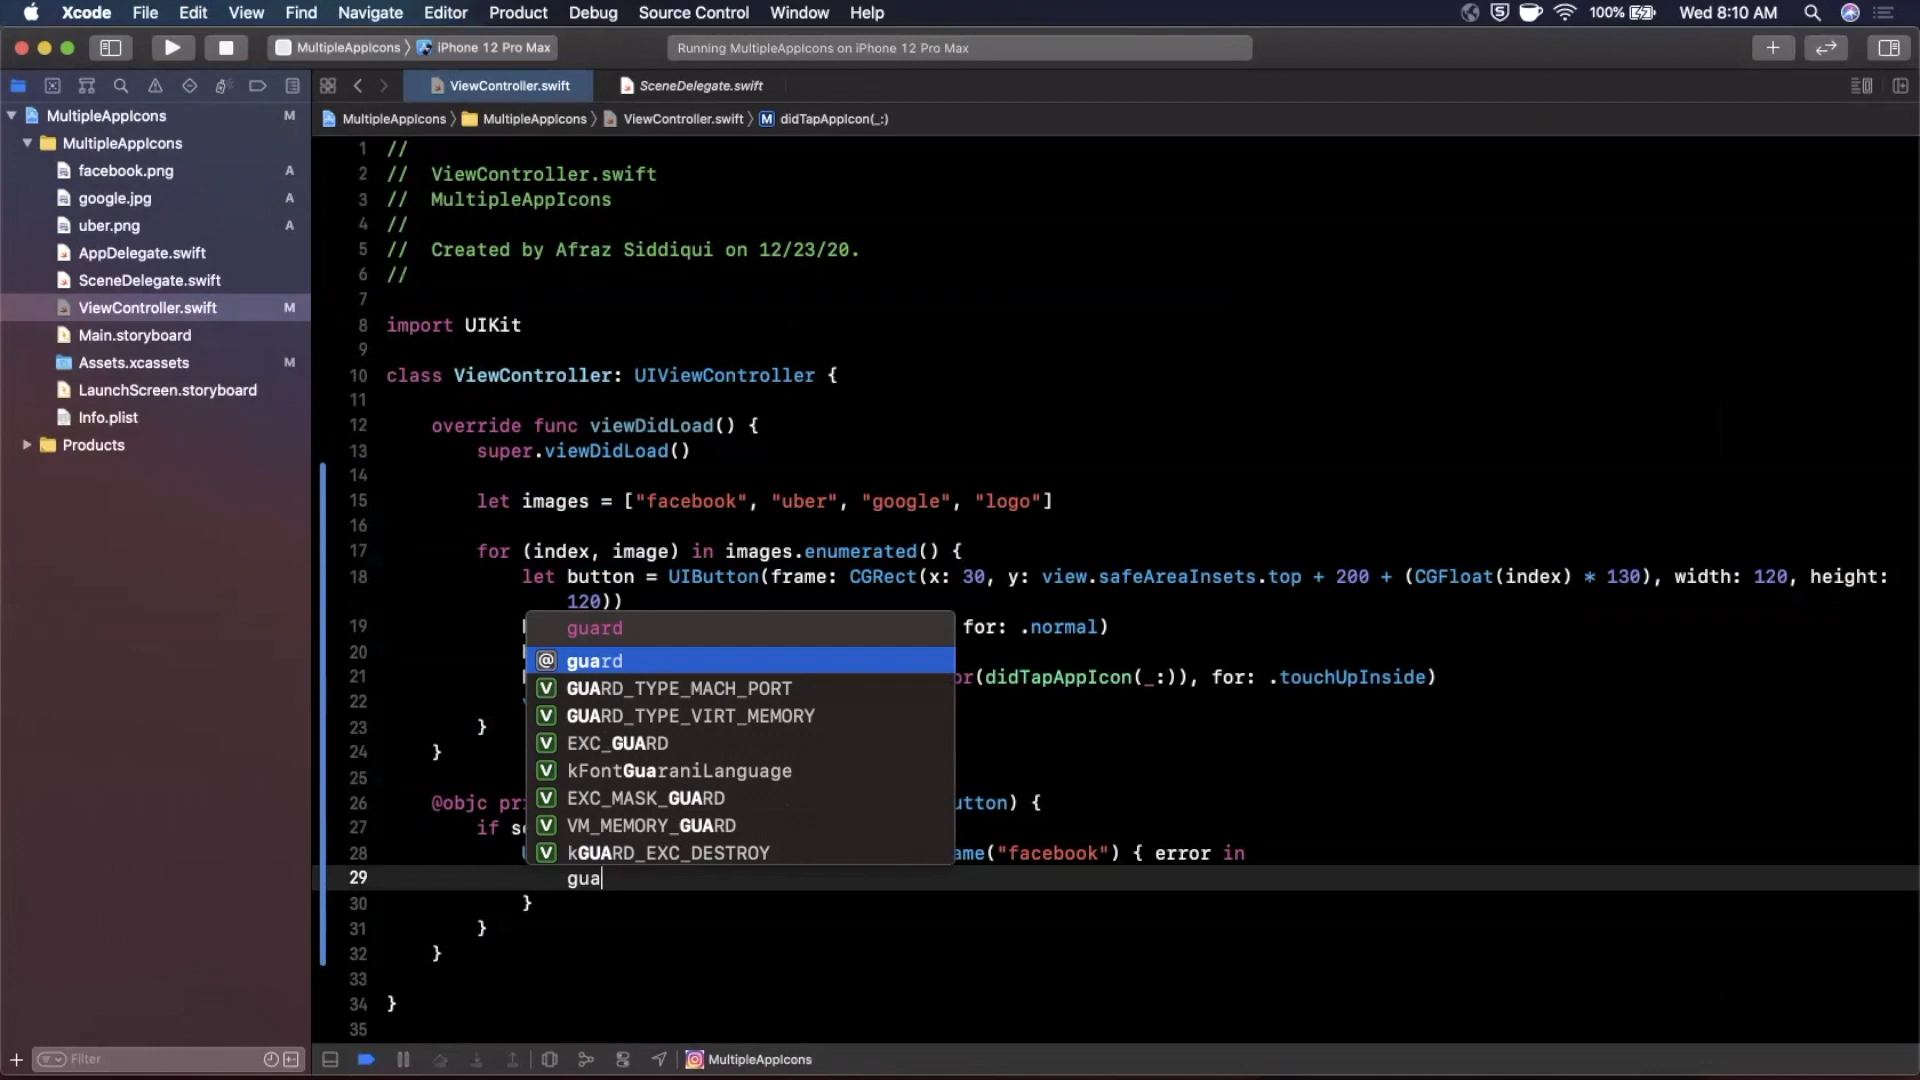 Xcode File Edit View Find Navigate Editor Product Debug Source Control Window Help 100% Wed 8:10 AM
MultipleAppIcons iPhone 12 Pro Max Running MultipleAppIcons on iPhone 12 Pro Max
ViewController.swift SceneDelegate.swift
MultipleAppIcons MultipleAppIcons ViewController.swift M didTapAppIcon(_:)
MultipleAppIcons M
MultipleAppIcons
facebook.png A
google.jpg A
uber.png A
AppDelegate.swift
SceneDelegate.swift
ViewController.swift M
Main.storyboard
Assets.xcassets M
LaunchScreen.storyboard
Info.plist
Products
Filter
1 //
2 // ViewController.swift
3 // MultipleAppIcons
4 //
5 // Created by Afraz Siddiqui on 12/23/20.
6 //
7
8 import UIKit
9
10 class ViewController: UIViewController {
11
12 override func viewDidLoad() {
13 super.viewDidLoad()
14
15 let images = ["facebook", "uber", "google", "logo"]
16
17 for (index, image) in images.enumerated() {
18 let button = UIButton(frame: CGRect(x: 30, y: view.safeAreaInsets.top + 200 + (CGFloat(index) * 130), width: 120, height:
120))
19 for: .normal)
20
21 or(didTapAppIcon(_:)), for: .touchUpInside)
22
23 }
24 }
25
26 @objc pri utton) {
27 if se
28 ame("facebook") { error in
29 gua
30 }
31 }
32 }
33
34 }
35
guard
@ guard
V GUARD_TYPE_MACH_PORT
V GUARD_TYPE_VIRT_MEMORY
V EXC_GUARD
V kFontGuaraniLanguage
V EXC_MASK_GUARD
V VM_MEMORY_GUARD
V kGUARD_EXC_DESTROY
MultipleAppIcons